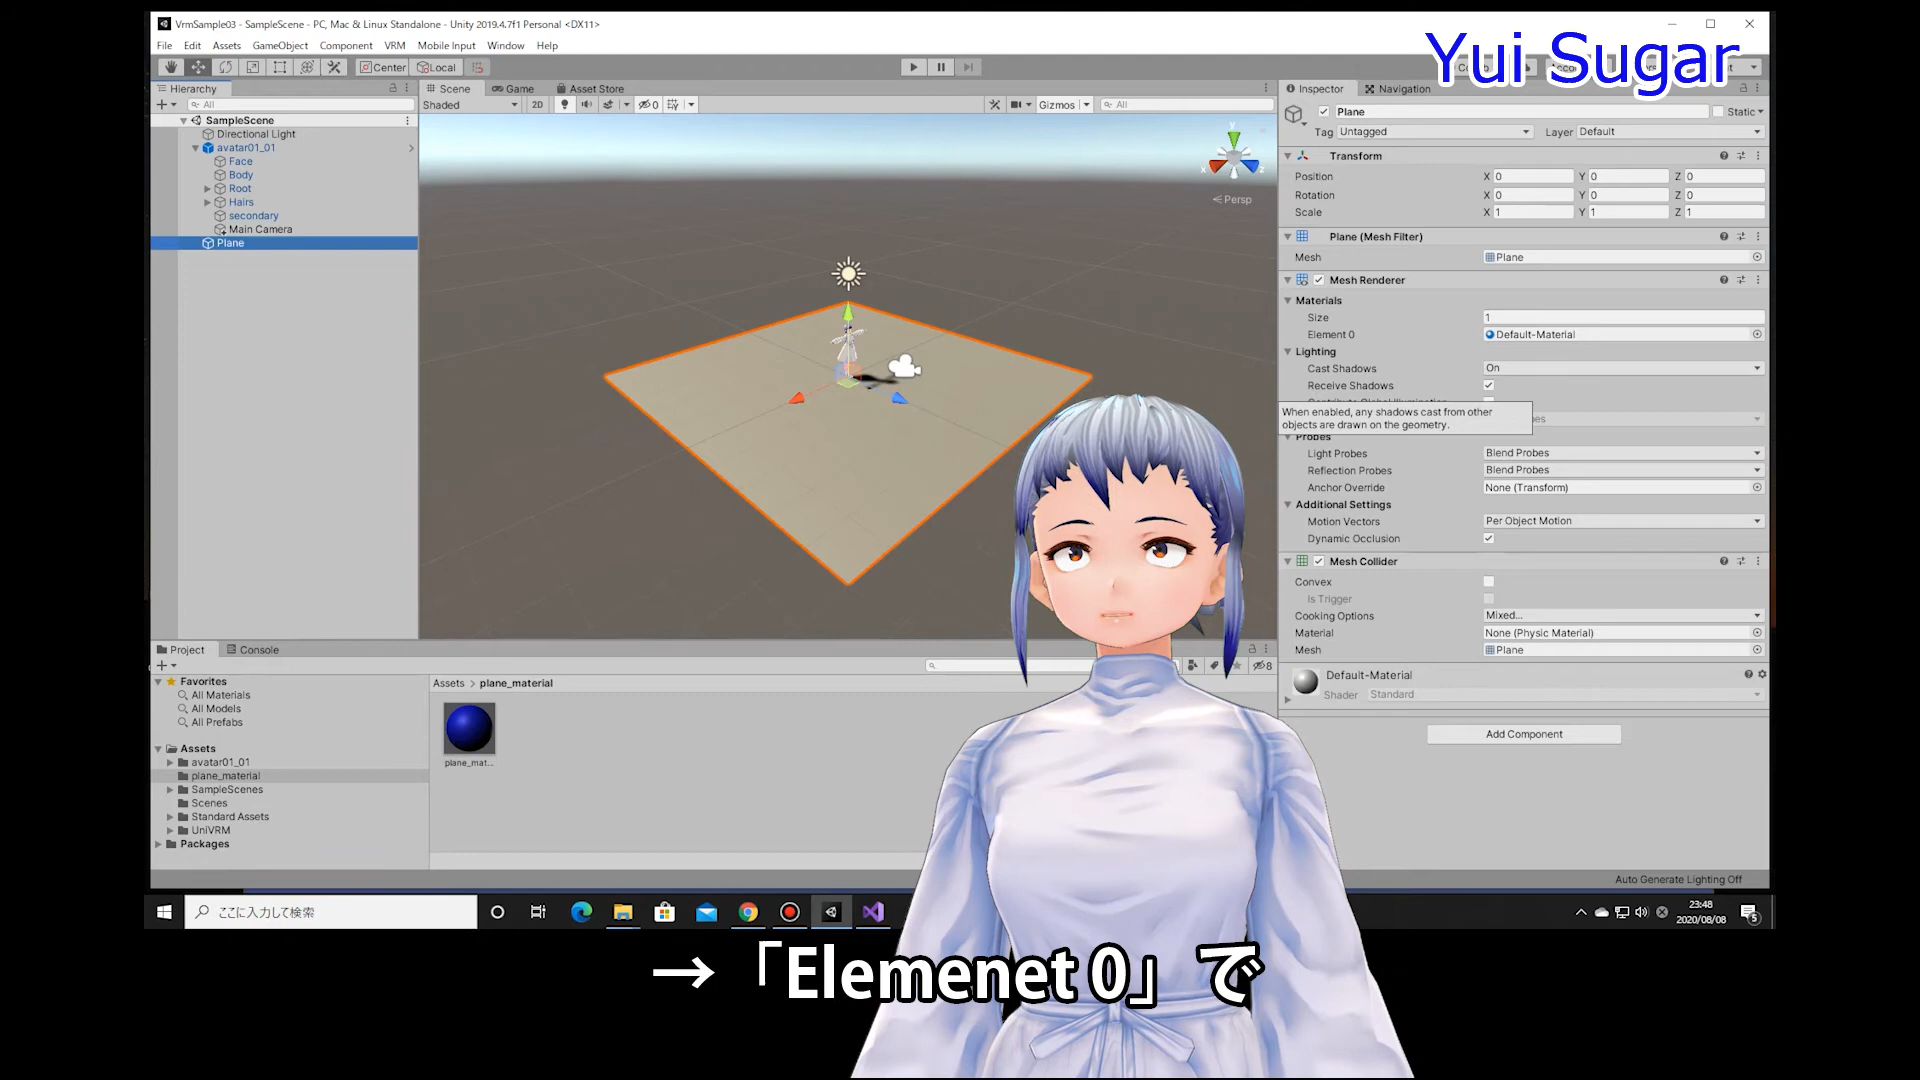 VrmSample03 - SampleScene - PC, Mac & Linux Standalone - Unity 2019.4.7f1 Personal <DX11>
Yui Sugar
File Edit Assets GameObject Component VRM Mobile Input Window Help
Center Local
Hierarchy
All
SampleScene
Directional Light
avatar01_01
Face
Body
Root
Hairs
secondary
Main Camera
Plane
Scene Game Asset Store
Shaded 2D 0 Gizmos All
y
x z
Persp
Inspector Navigation
Plane Static
Tag Untagged Layer Default
Transform
Position X 0 Y 0 Z 0
Rotation X 0 Y 0 Z 0
Scale X 1 Y 1 Z 1
Plane (Mesh Filter)
Mesh Plane
Mesh Renderer
Materials
Size 1
Element 0 Default-Material
Lighting
Cast Shadows On
Receive Shadows
When enabled, any shadows cast from other
objects are drawn on the geometry.
Probes
Light Probes Blend Probes
Reflection Probes Blend Probes
Anchor Override None (Transform)
Additional Settings
Motion Vectors Per Object Motion
Dynamic Occlusion
Mesh Collider
Convex
Is Trigger
Cooking Options Mixed...
Material None (Physic Material)
Mesh Plane
Default-Material
Shader Standard
Add Component
Project Console
8
Favorites
All Materials
All Models
All Prefabs
Assets
avatar01_01
plane_material
SampleScenes
Scenes
Standard Assets
UniVRM
Packages
Assets > plane_material
plane_mat...
Auto Generate Lighting Off
ここに入力して検索
23:48
2020/08/08
5
→「Elemenet 0」で